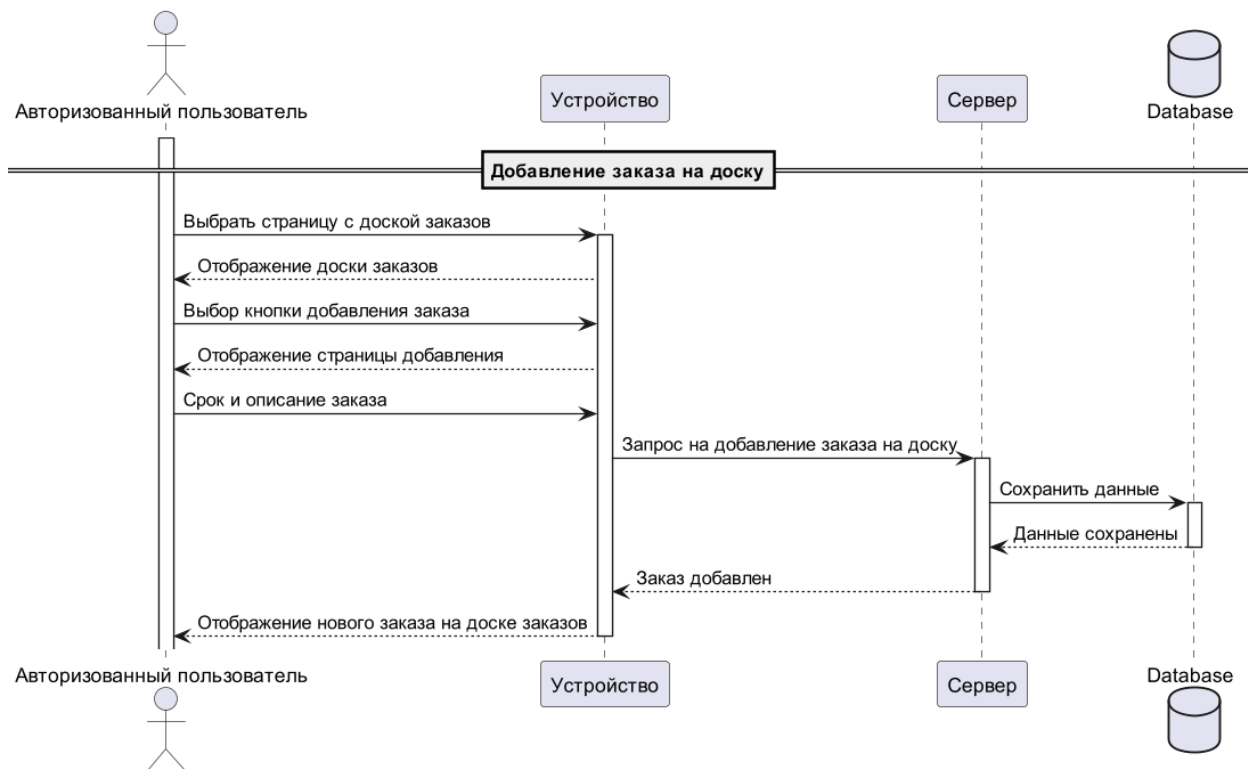 Авторизованный пользователь
Устройство
Сервер
Database
Добавление заказа на доску
Выбрать страницу с доской заказов
Отображение доски заказов
Выбор кнопки добавления заказа
Отображение страницы добавления
Срок и описание заказа
Запрос на добавление заказа на доску
Сохранить данные
Данные сохранены
Заказ добавлен
Отображение нового заказа на доске заказов
Авторизованный пользователь
Устройство
Сервер
Database